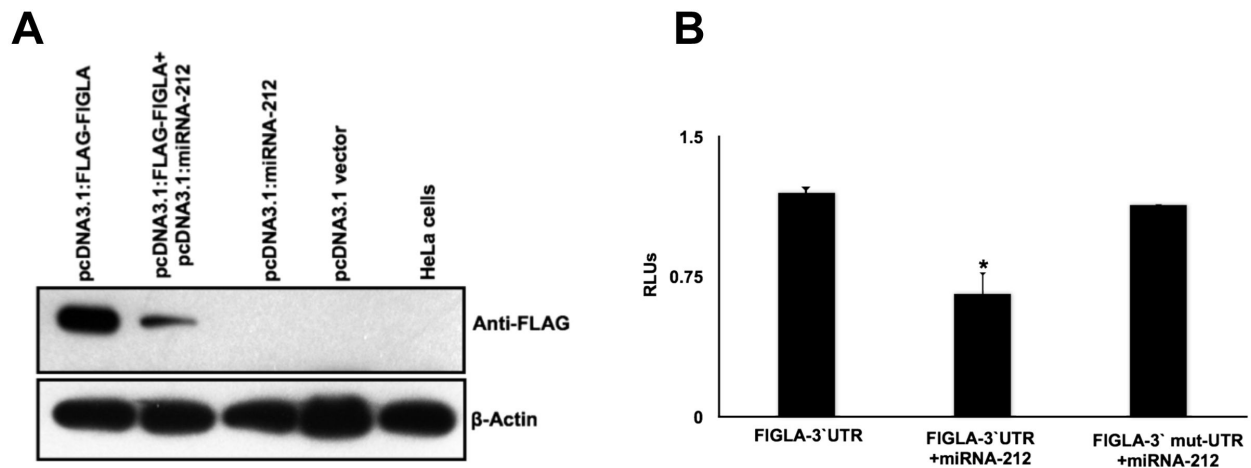 A
pcDNA3.1:FLAG-FIGLA
pcDNA3.1:FLAG-FIGLA+
pcDNA3.1:miRNA-212
pcDNA3.1:miRNA-212
pcDNA3.1 vector
HeLa cells
Anti-FLAG
β-Actin
B
1.5
0.75
0
RLUs
*
FIGLA-3`UTR
FIGLA-3`UTR
+miRNA-212
FIGLA-3` mut-UTR
+miRNA-212